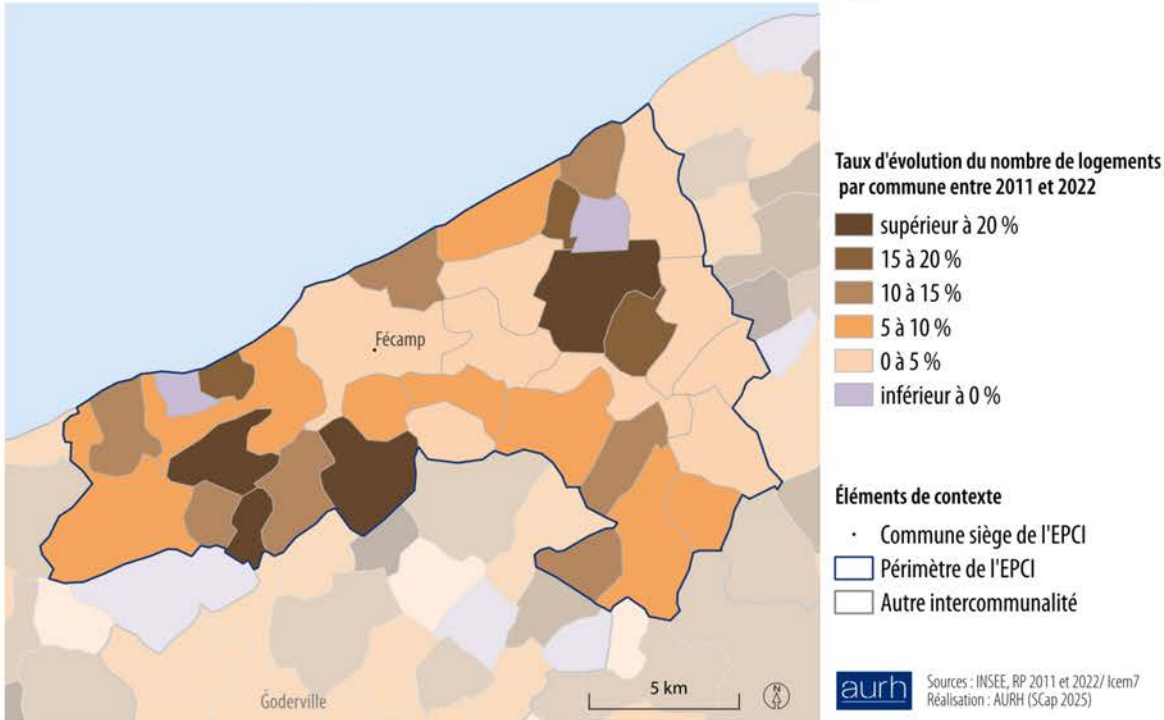 Fécamp
Goderville
5 km
N
Taux d'évolution du nombre de logements
par commune entre 2011 et 2022
supérieur à 20 %
15 à 20 %
10 à 15 %
5 à 10 %
0 à 5 %
inférieur à 0 %
Éléments de contexte
Commune siège de l'EPCI
Périmètre de l'EPCI
Autre intercommunalité
aurh
Sources : INSEE, RP 2011 et 2022/ Icem7
Réalisation : AURH (SCap 2025)